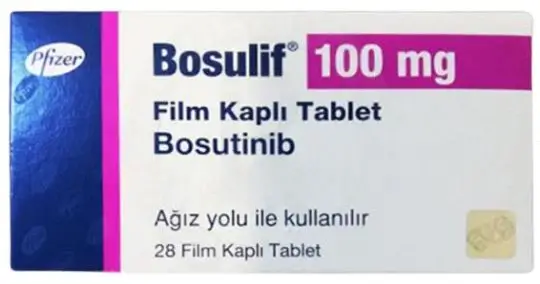 Pfizer
Bosulif® 100 mg
Film Kaplı Tablet
Bosutinib
Ağız yolu ile kullanılır
28 Film Kaplı Tablet